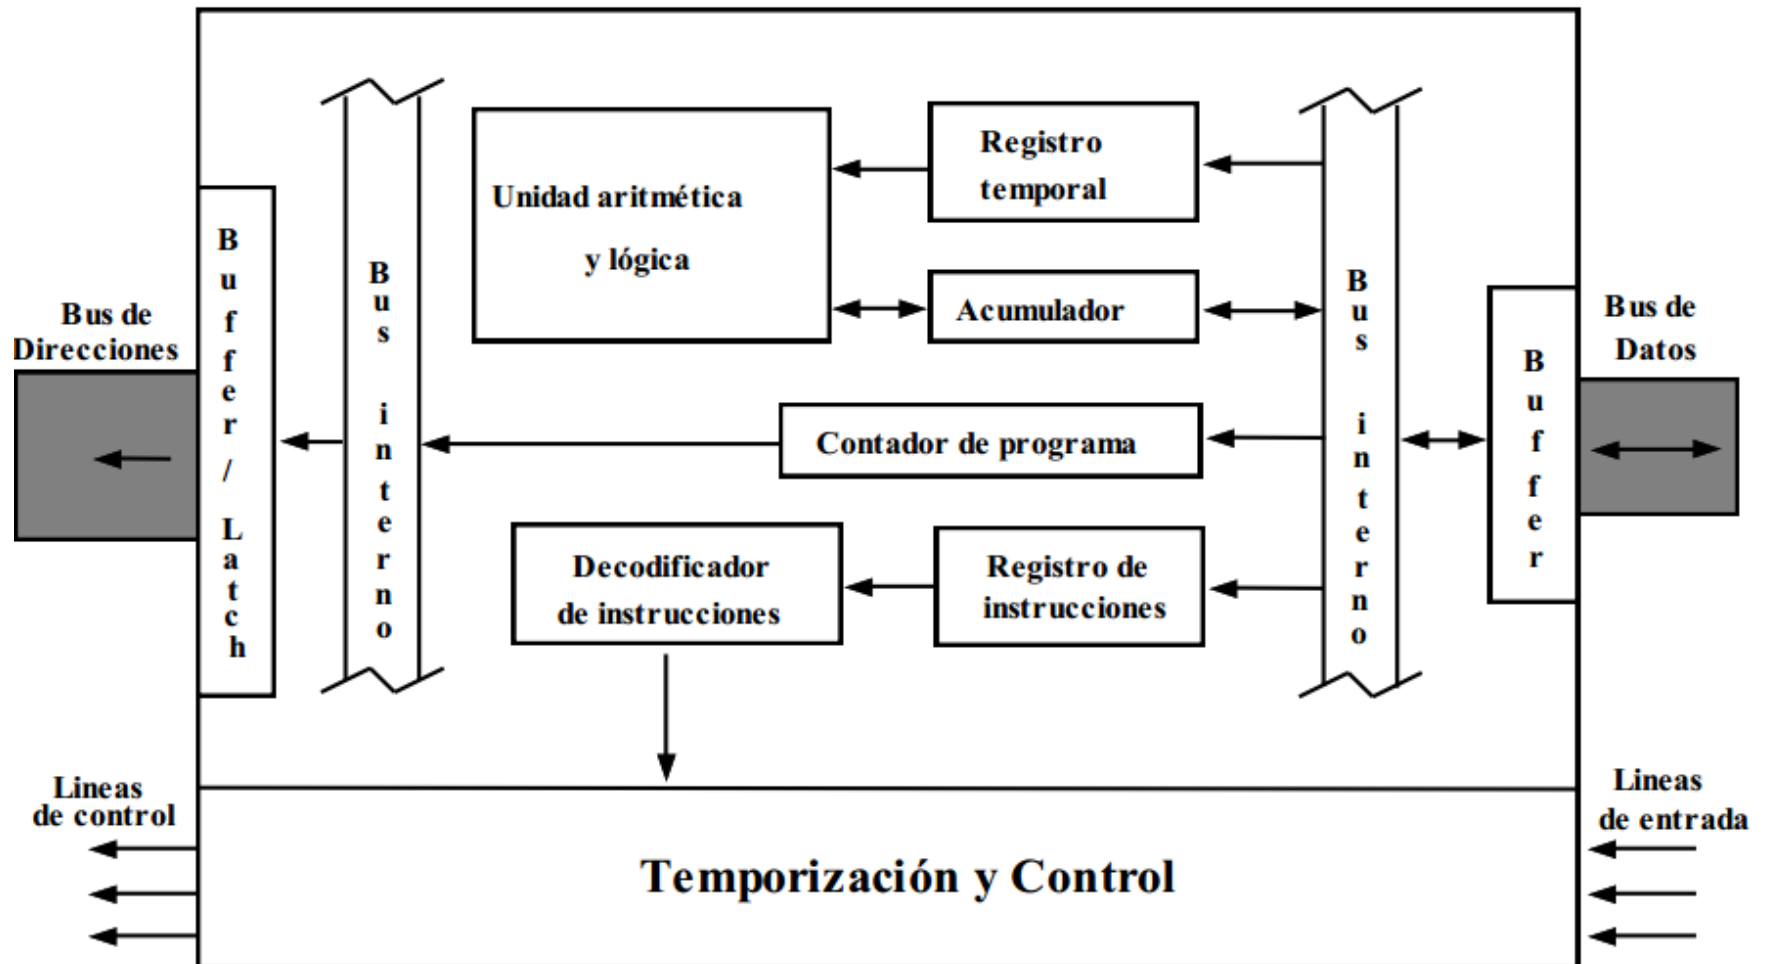 Registro
temporal
Unidad aritmética
y lógica
Acumulador
Contador de programa
Decodificador
de instrucciones
Registro de
instrucciones
Buffer / Latch
Bus interno
Bus interno
Buffer
Bus de
Direcciones
Bus de
Datos
Lineas
de control
Lineas
de entrada
Temporización y Control